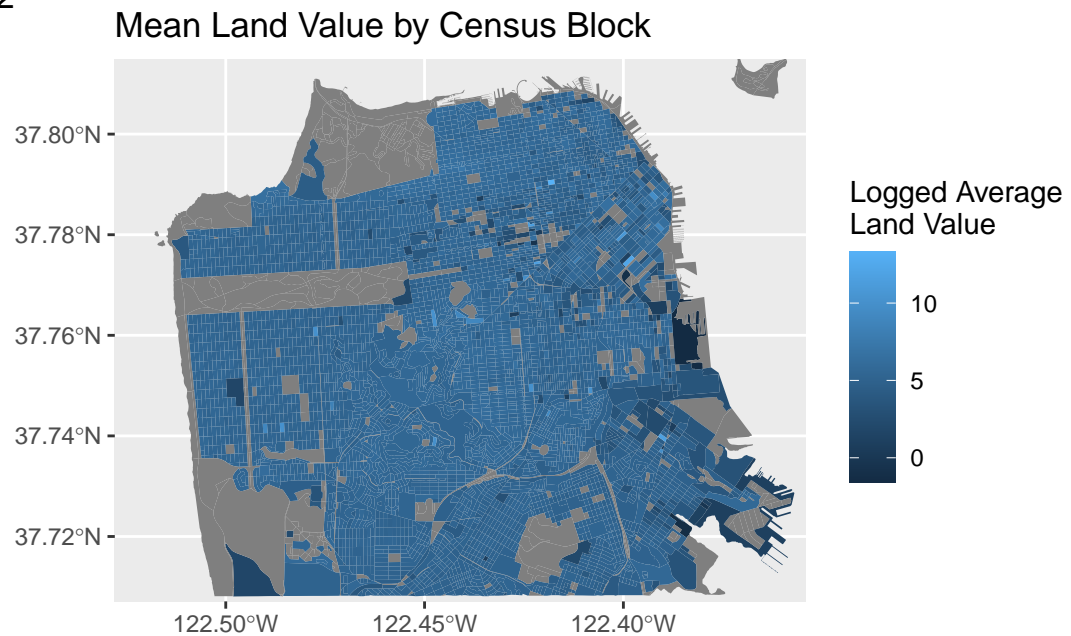 2
Mean Land Value by Census Block
37.80°N
37.78°N
37.76°N
37.74°N
37.72°N
122.50°W 122.45°W 122.40°W
Logged Average
Land Value
10
5
0